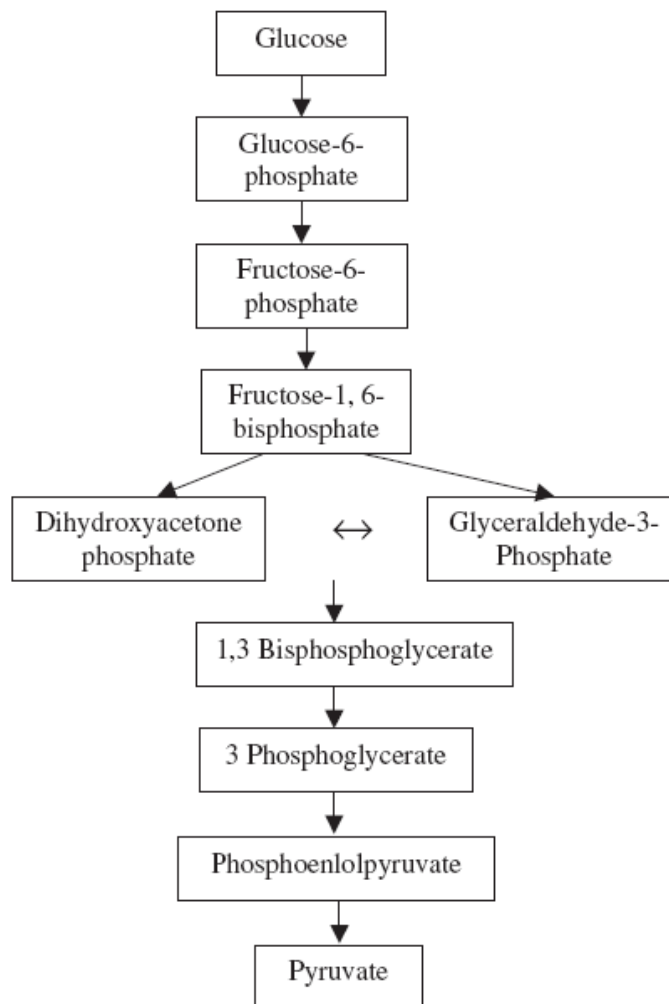 Glucose
Glucose-6-
phosphate
Fructose-6-
phosphate
Fructose-1, 6-
bisphosphate
Dihydroxyacetone
phosphate
↔
Glyceraldehyde-3-
Phosphate
1,3 Bisphosphoglycerate
3 Phosphoglycerate
Phosphoenlolpyruvate
Pyruvate